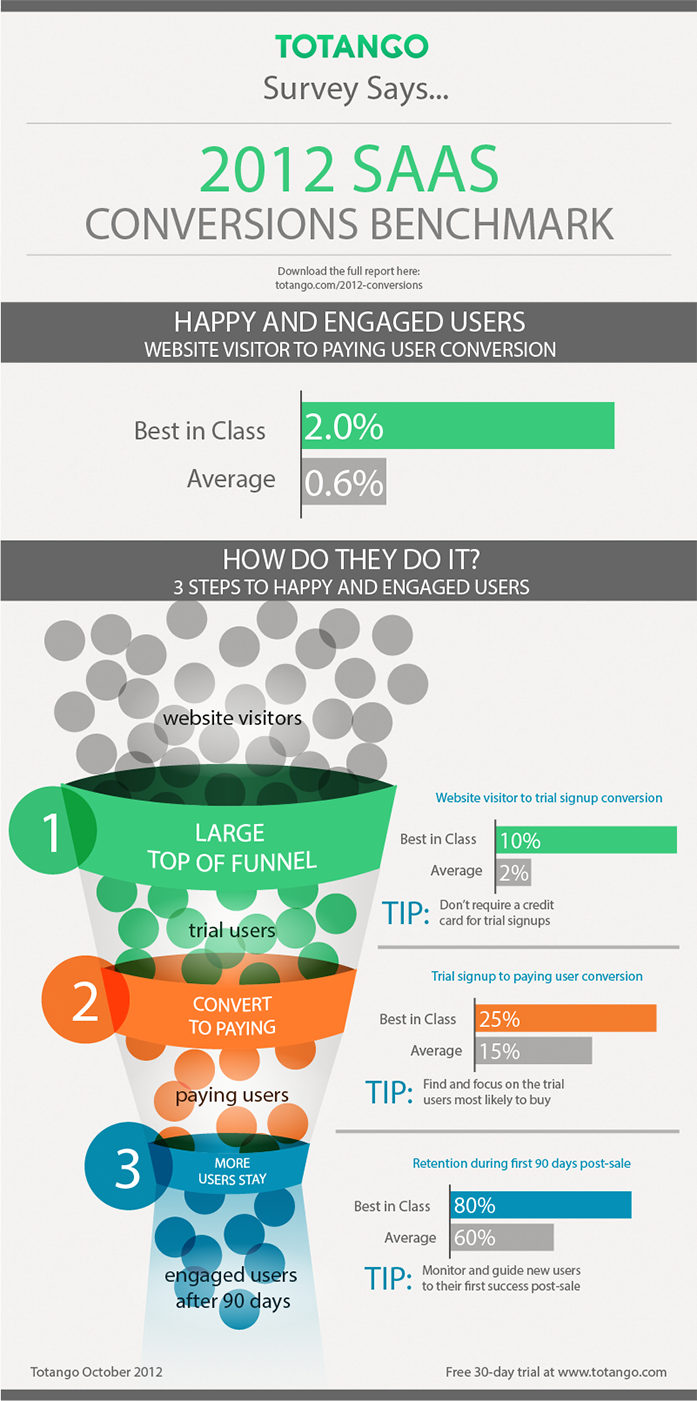 TOTANGO
Survey Says...
2012 SAAS
CONVERSIONS BENCHMARK
Download the full report here:
totango.com/2012-conversions
HAPPY AND ENGAGED USERS
WEBSITE VISITOR TO PAYING USER CONVERSION
Best in Class 2.0%
Average 0.6%
HOW DO THEY DO IT?
3 STEPS TO HAPPY AND ENGAGED USERS
website visitors
1
LARGE
TOP OF FUNNEL
Website visitor to trial signup conversion
Best in Class 10%
Average 2%
TIP: Don't require a credit
card for trial signups
trial users
2
CONVERT
TO PAYING
Trial signup to paying user conversion
Best in Class 25%
Average 15%
TIP: Find and focus on the trial
users most likely to buy
paying users
3
MORE
USERS STAY
Retention during first 90 days post-sale
Best in Class 80%
Average 60%
TIP: Monitor and guide new users
to their first success post-sale
engaged users
after 90 days
Totango October 2012
Free 30-day trial at www.totango.com